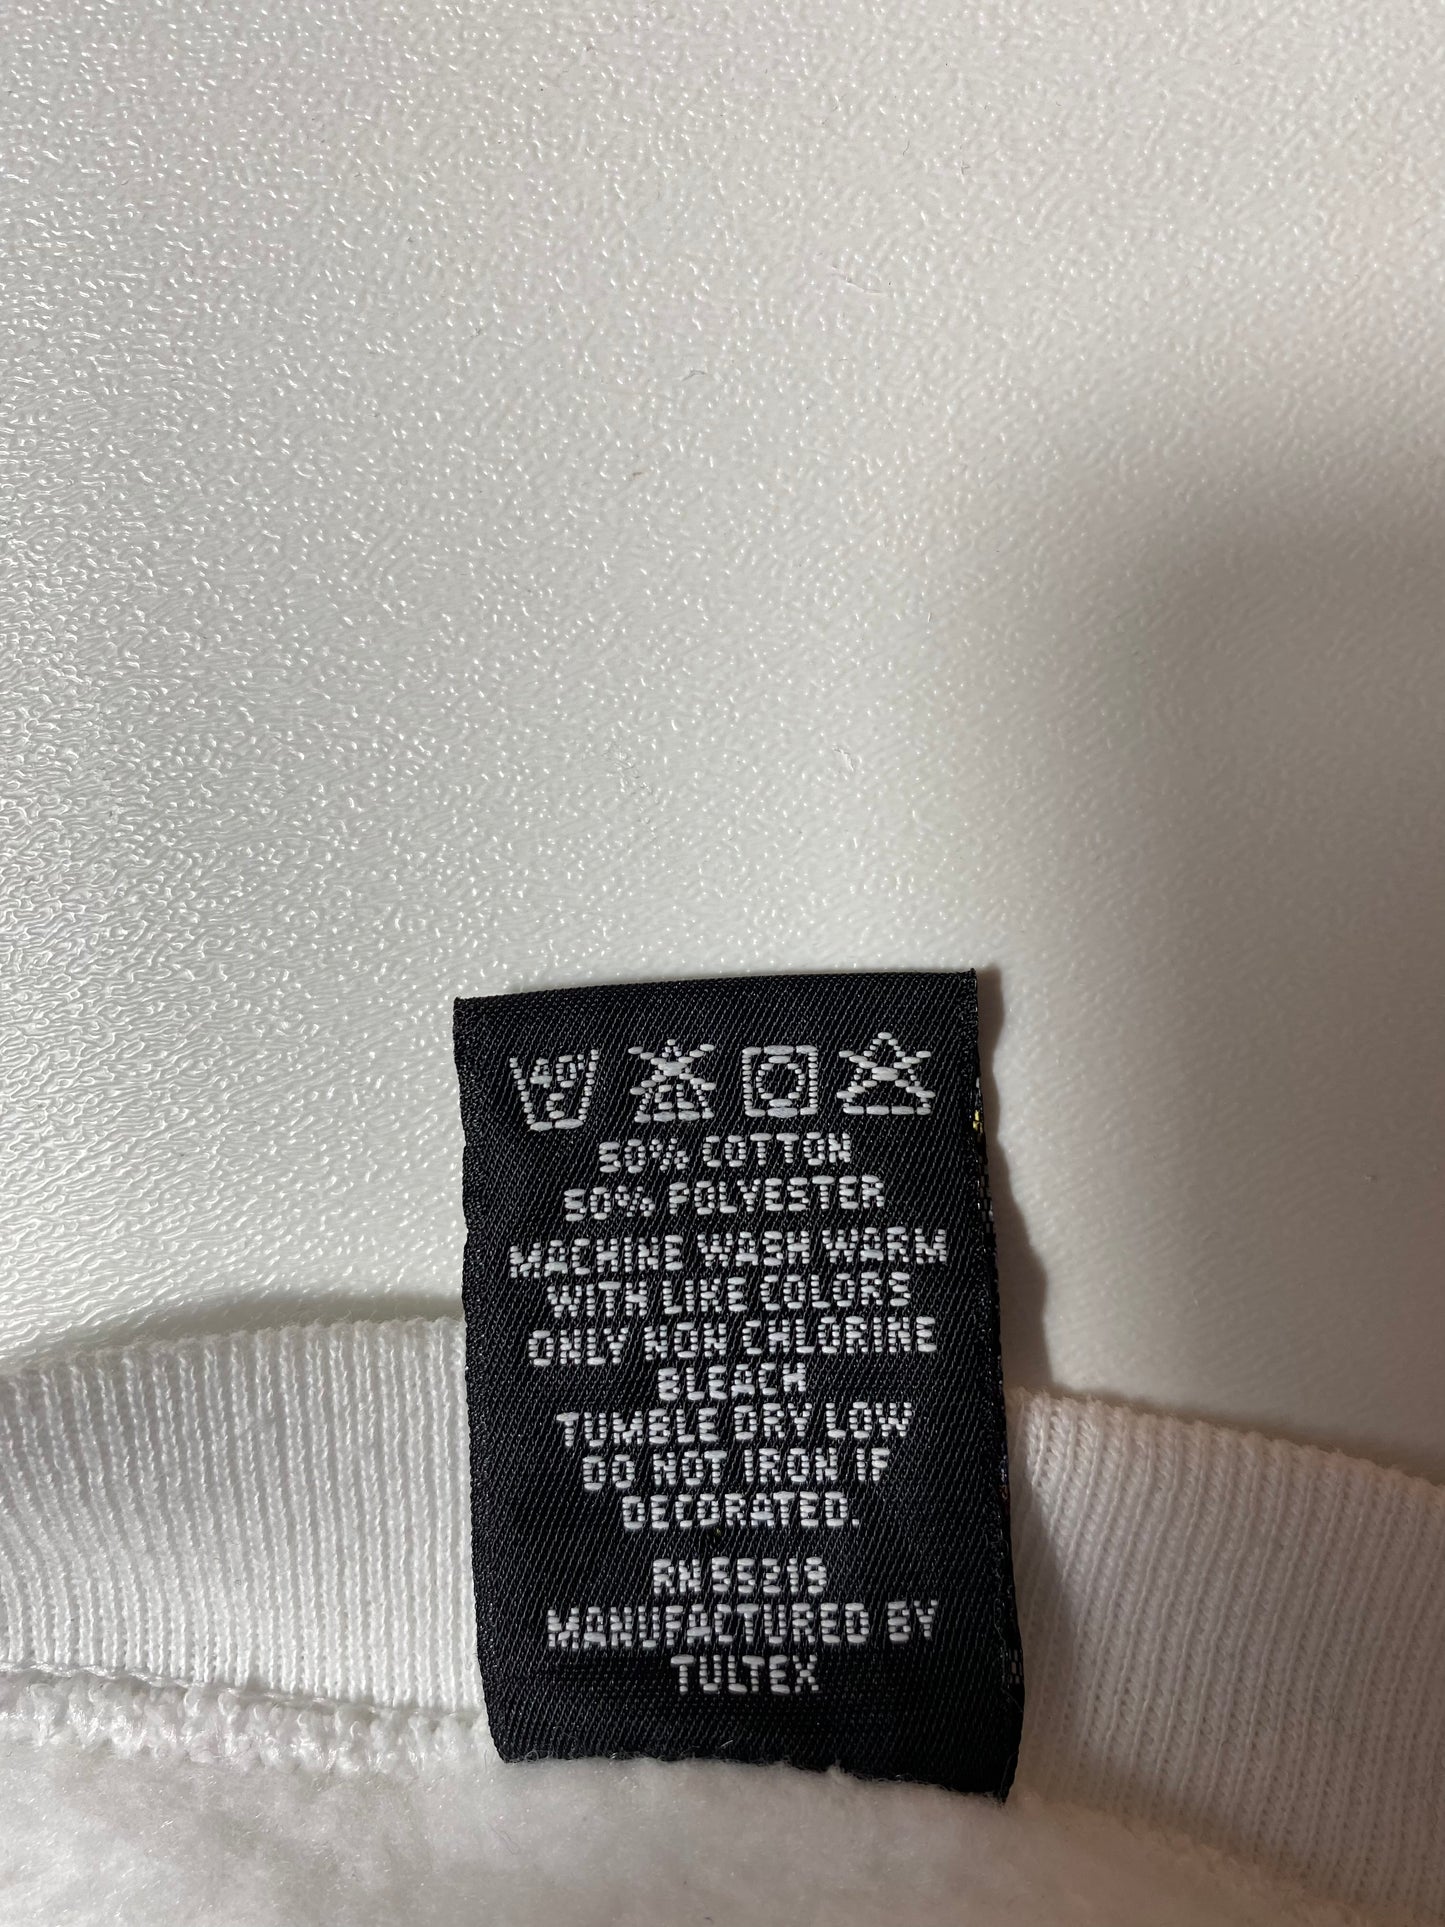 40°
C
50% COTTON
50% POLYESTER
MACHINE WASH WARM
WITH LIKE COLORS
ONLY NON CHLORINE
BLEACH
TUMBLE DRY LOW
DO NOT IRON IF
DECORATED.
RN 55219
MANUFACTURED BY
TULTEX